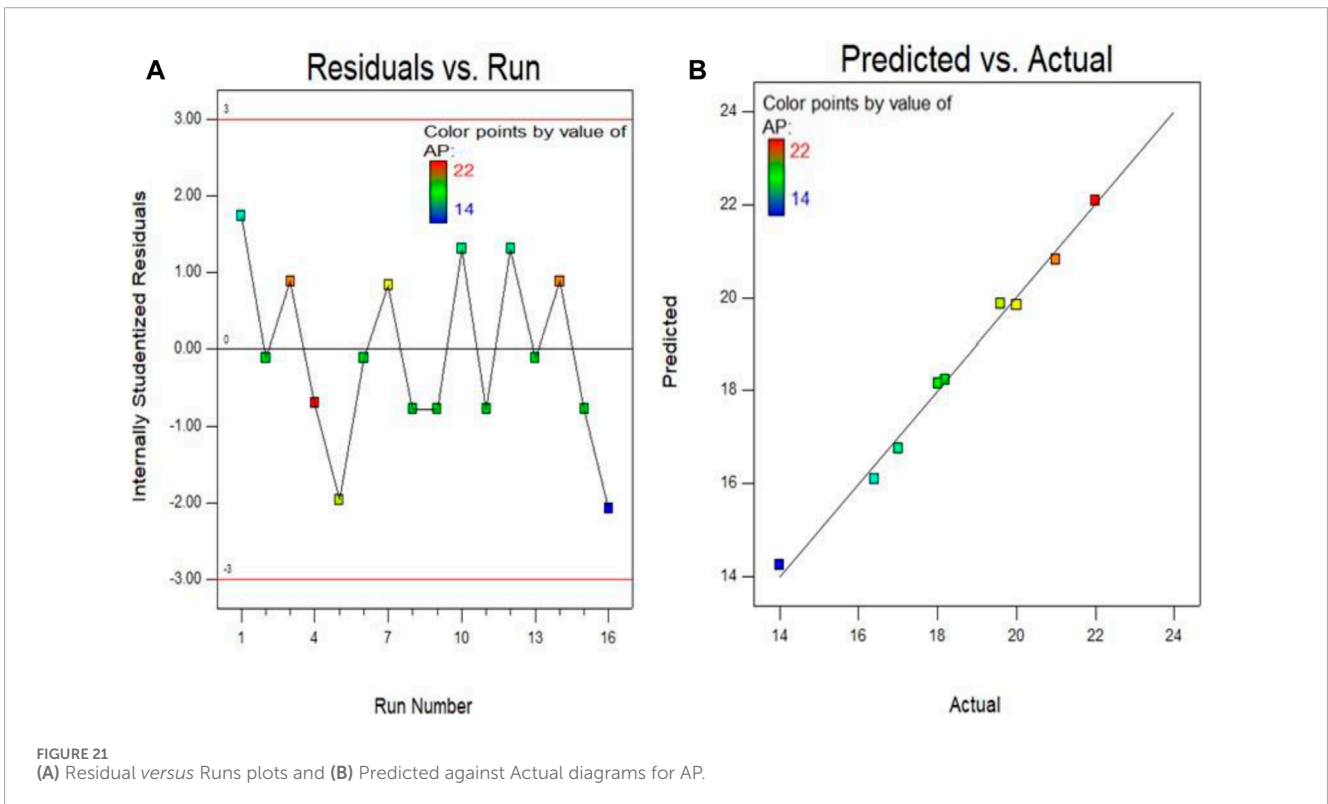 A
Residuals vs. Run
3.00
2.00
1.00
0.00
-1.00
-2.00
-3.00
3
0
-3
Color points by value of
AP:
22
14
Internally Studentized Residuals
1
4
7
10
13
16
Run Number
B
Predicted vs. Actual
Color points by value of
AP:
22
14
24
22
20
18
16
14
Predicted
14
16
18
20
22
24
Actual
FIGURE 21
(A) Residual versus Runs plots and (B) Predicted against Actual diagrams for AP.